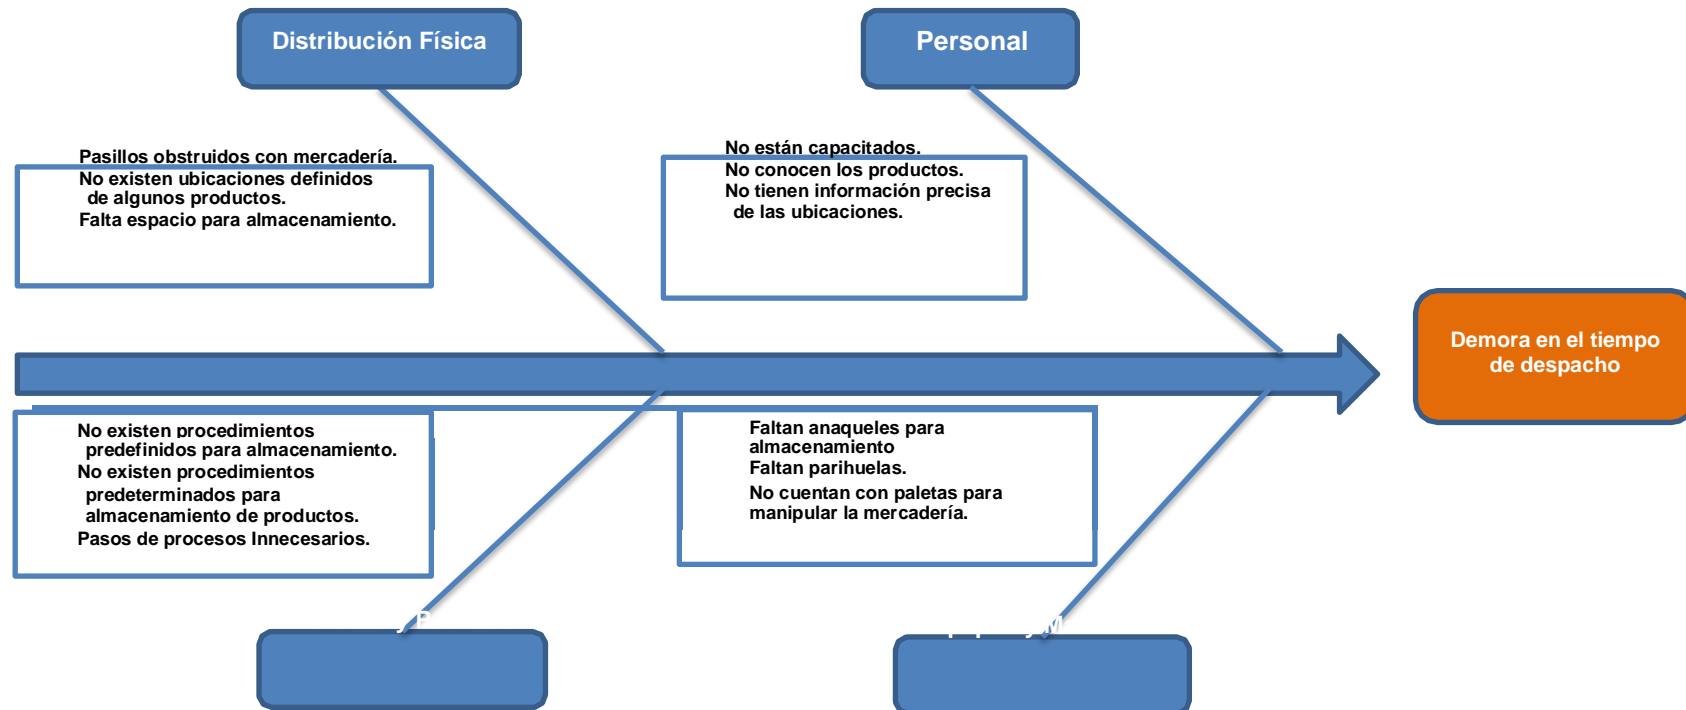 Distribución Física
Personal
Pasillos obstruidos con mercadería.
No existen ubicaciones definidos
de algunos productos.
Falta espacio para almacenamiento.
No están capacitados.
No conocen los productos.
No tienen información precisa
de las ubicaciones.
Demora en el tiempo
de despacho
No existen procedimientos
predefinidos para almacenamiento.
No existen procedimientos
predeterminados para
almacenamiento de productos.
Pasos de procesos Innecesarios.
Faltan anaqueles para
almacenamiento
Faltan parihuelas.
No cuentan con paletas para
manipular la mercadería.
y
y